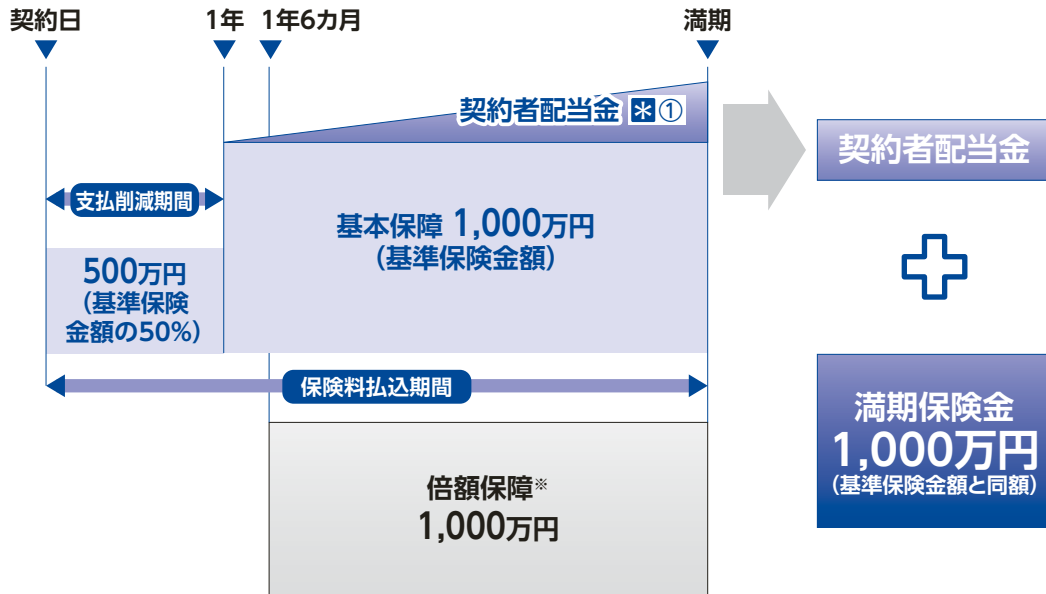 契約日
1年
1年6カ月
満期
契約者配当金 *①
契約者配当金
支払削減期間
基本保障 1,000万円
(基準保険金額)
500万円
(基準保険
金額の50%)
保険料払込期間
満期保険金
1,000万円
(基準保険金額と同額)
倍額保障※
1,000万円